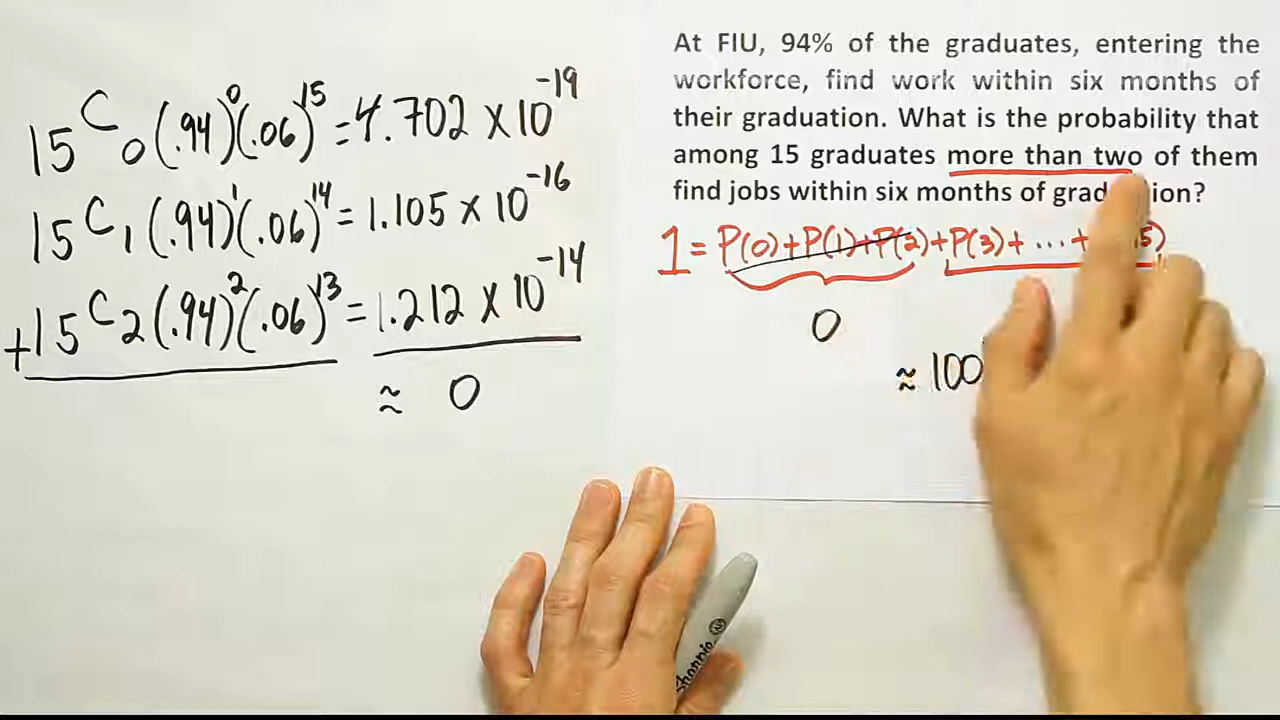 15C0(.94)^0(.06)^15=4.702 x 10^-19
15C1(.94)^1(.06)^14=1.105 x 10^-16
+15C2(.94)^2(.06)^13=1.212 x 10^-14
≈ 0
At FIU, 94% of the graduates, entering the
workforce, find work within six months of
their graduation. What is the probability that
among 15 graduates more than two of them
find jobs within six months of grad ion?
1=P(0)+P(1)+P(2)+P(3)+ ...+ 5)
0
≈ 100
Sharpie